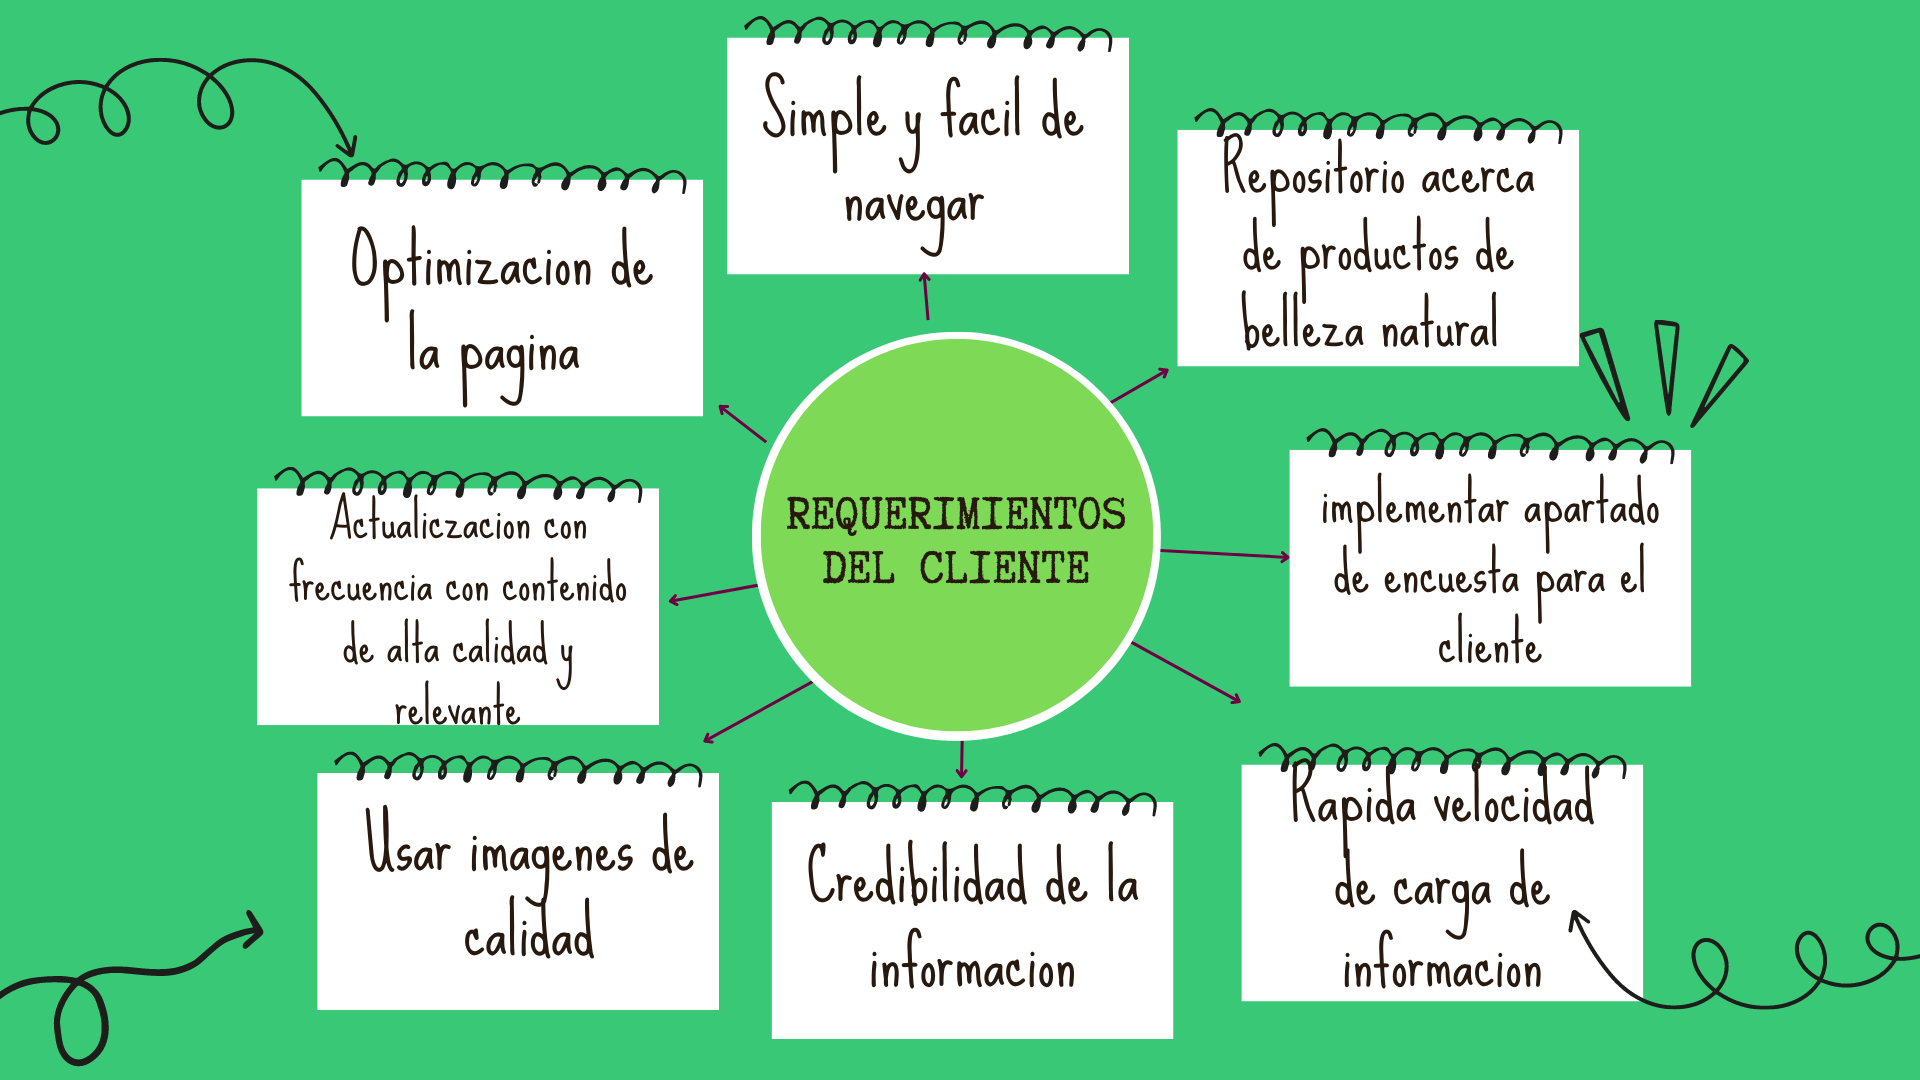 Simple y facil de
navegar
Repositorio acerca
de productos de
belleza natural
Optimizacion de
la pagina
implementar apartado
de encuesta para el
cliente
REQUERIMIENTOS
DEL CLIENTE
Actualiczacion con
frecuencia con contenido
de alta calidad y
relevante
Rapida velocidad
de carga de
informacion
Usar imagenes de
calidad
Credibilidad de la
informacion